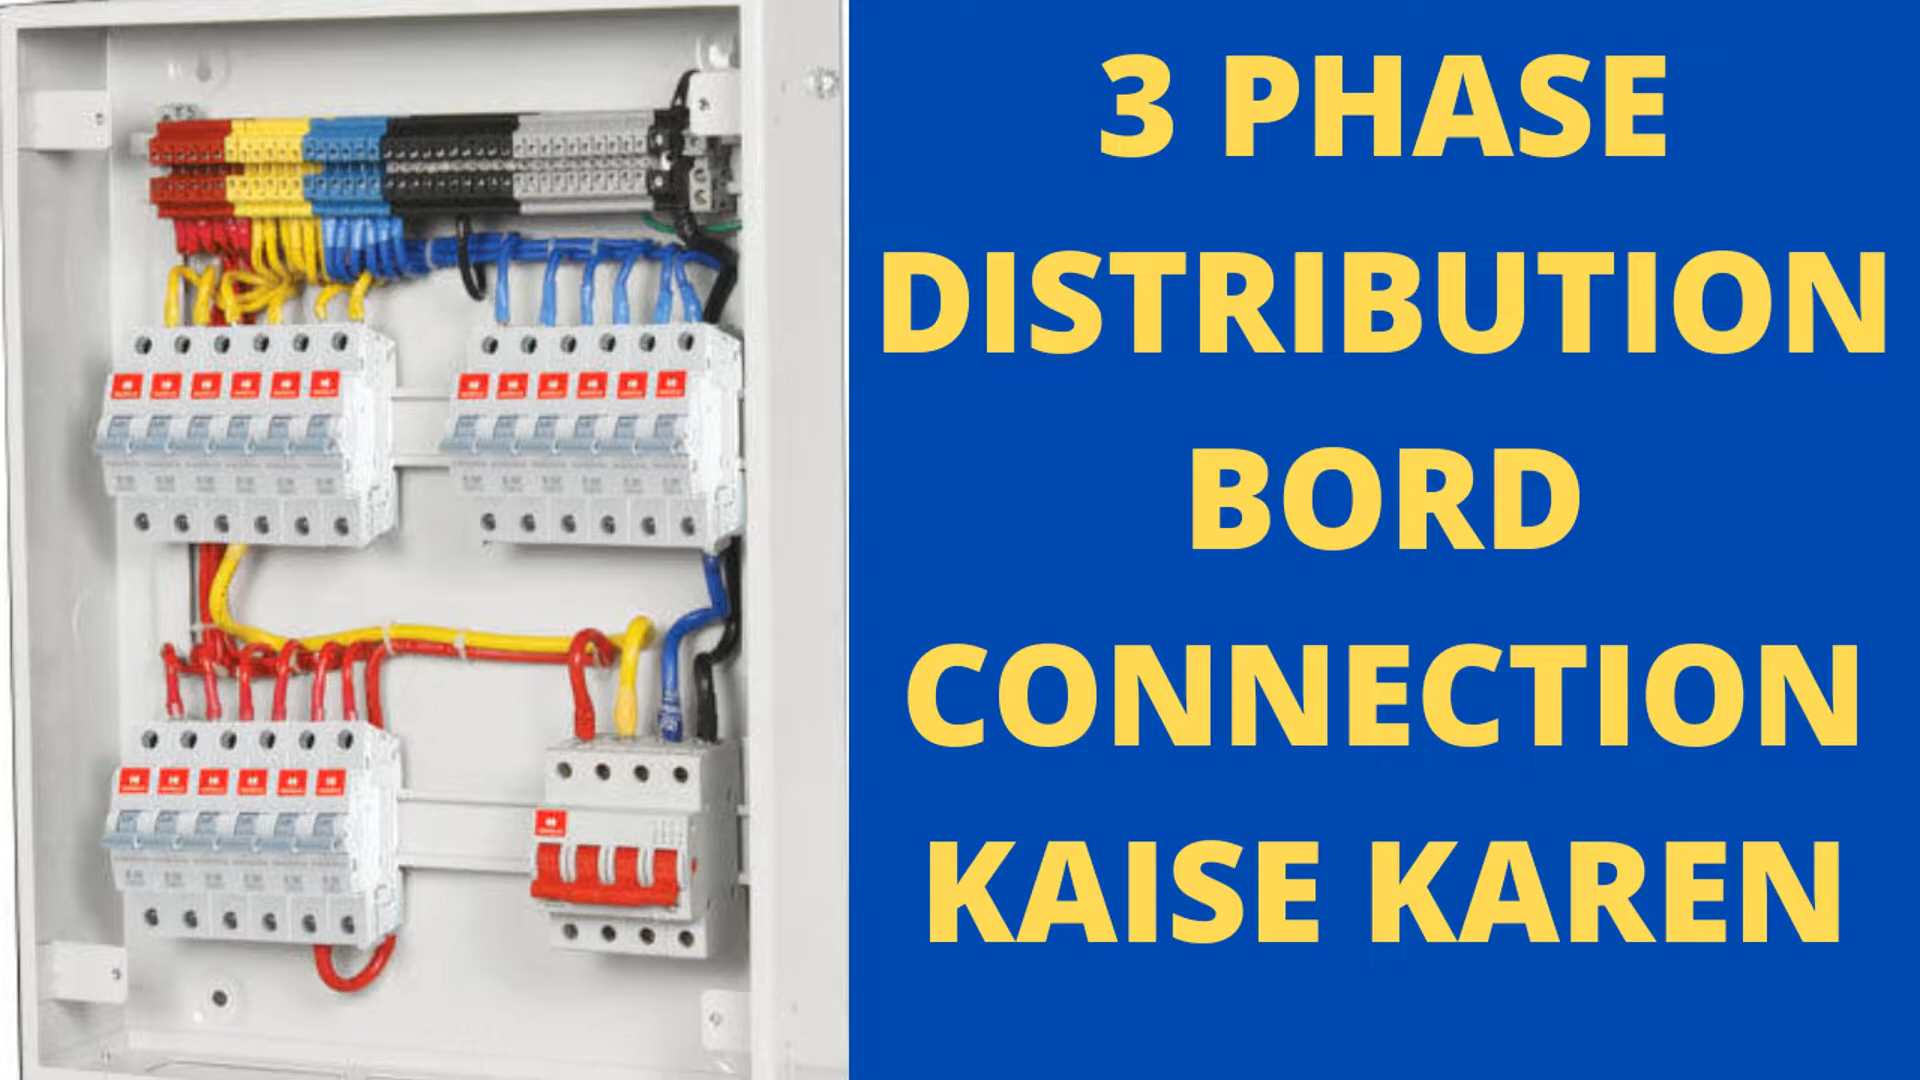 3 PHASE
DISTRIBUTION
BORD
CONNECTION
KAISE KAREN